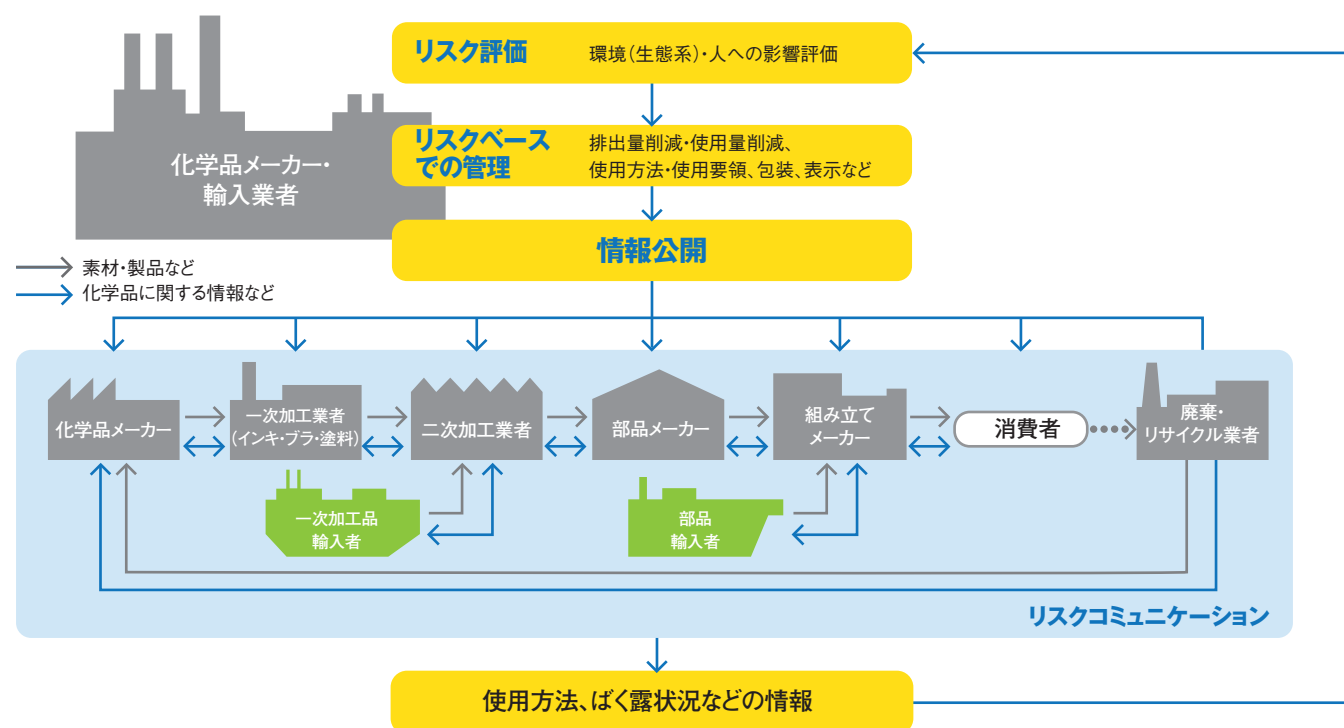 リスク評価
環境（生態系）・人への影響評価
化学品メーカー・
輸入業者
リスクベース
での管理
排出量削減・使用量削減、
使用方法・使用要領、包装、表示など
情報公開
素材・製品など
化学品に関する情報など
化学品メーカー
一次加工業者
（インキ・プラ・塗料）
二次加工業者
部品メーカー
組み立て
メーカー
消費者
廃棄・
リサイクル業者
一次加工品
輸入者
部品
輸入者
リスクコミュニケーション
使用方法、ばく露状況などの情報